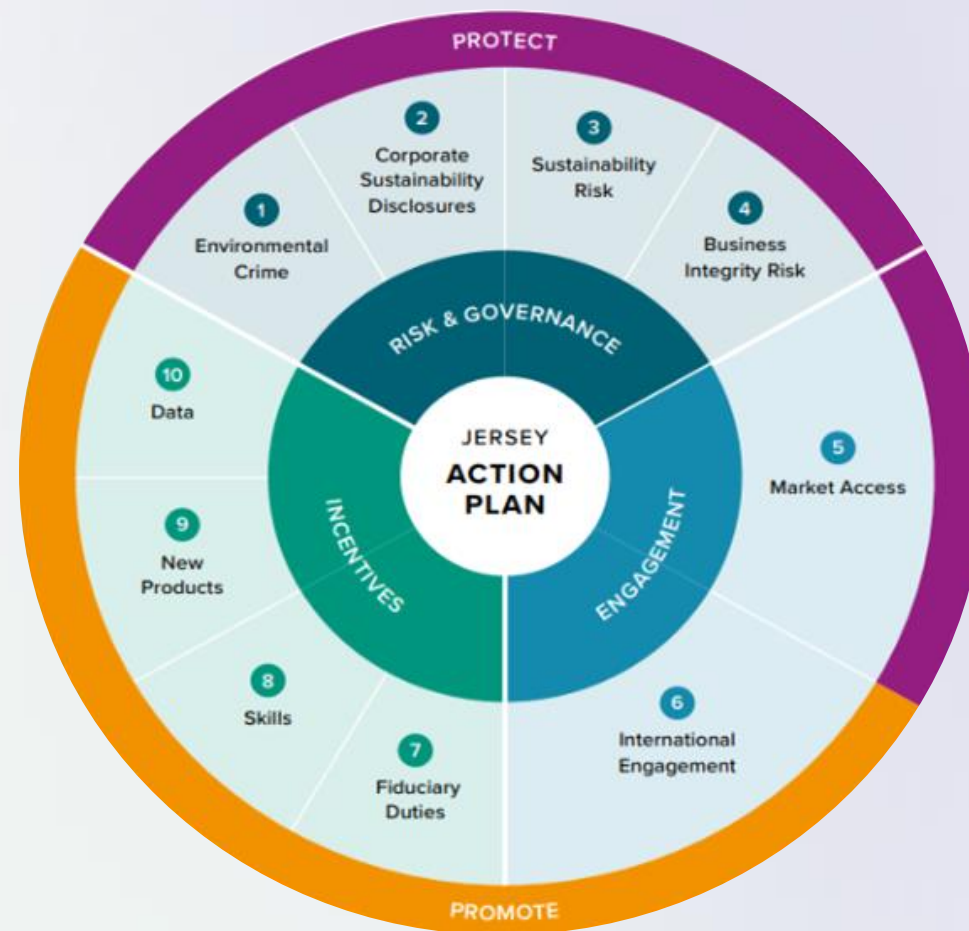 PROTECT
1
Environmental
Crime
2
Corporate
Sustainability
Disclosures
3
Sustainability
Risk
4
Business
Integrity Risk
RISK & GOVERNANCE
JERSEY
ACTION
PLAN
5
Market Access
ENGAGEMENT
6
International
Engagement
7
Fiduciary
Duties
8
Skills
9
New
Products
10
Data
INCENTIVES
PROMOTE